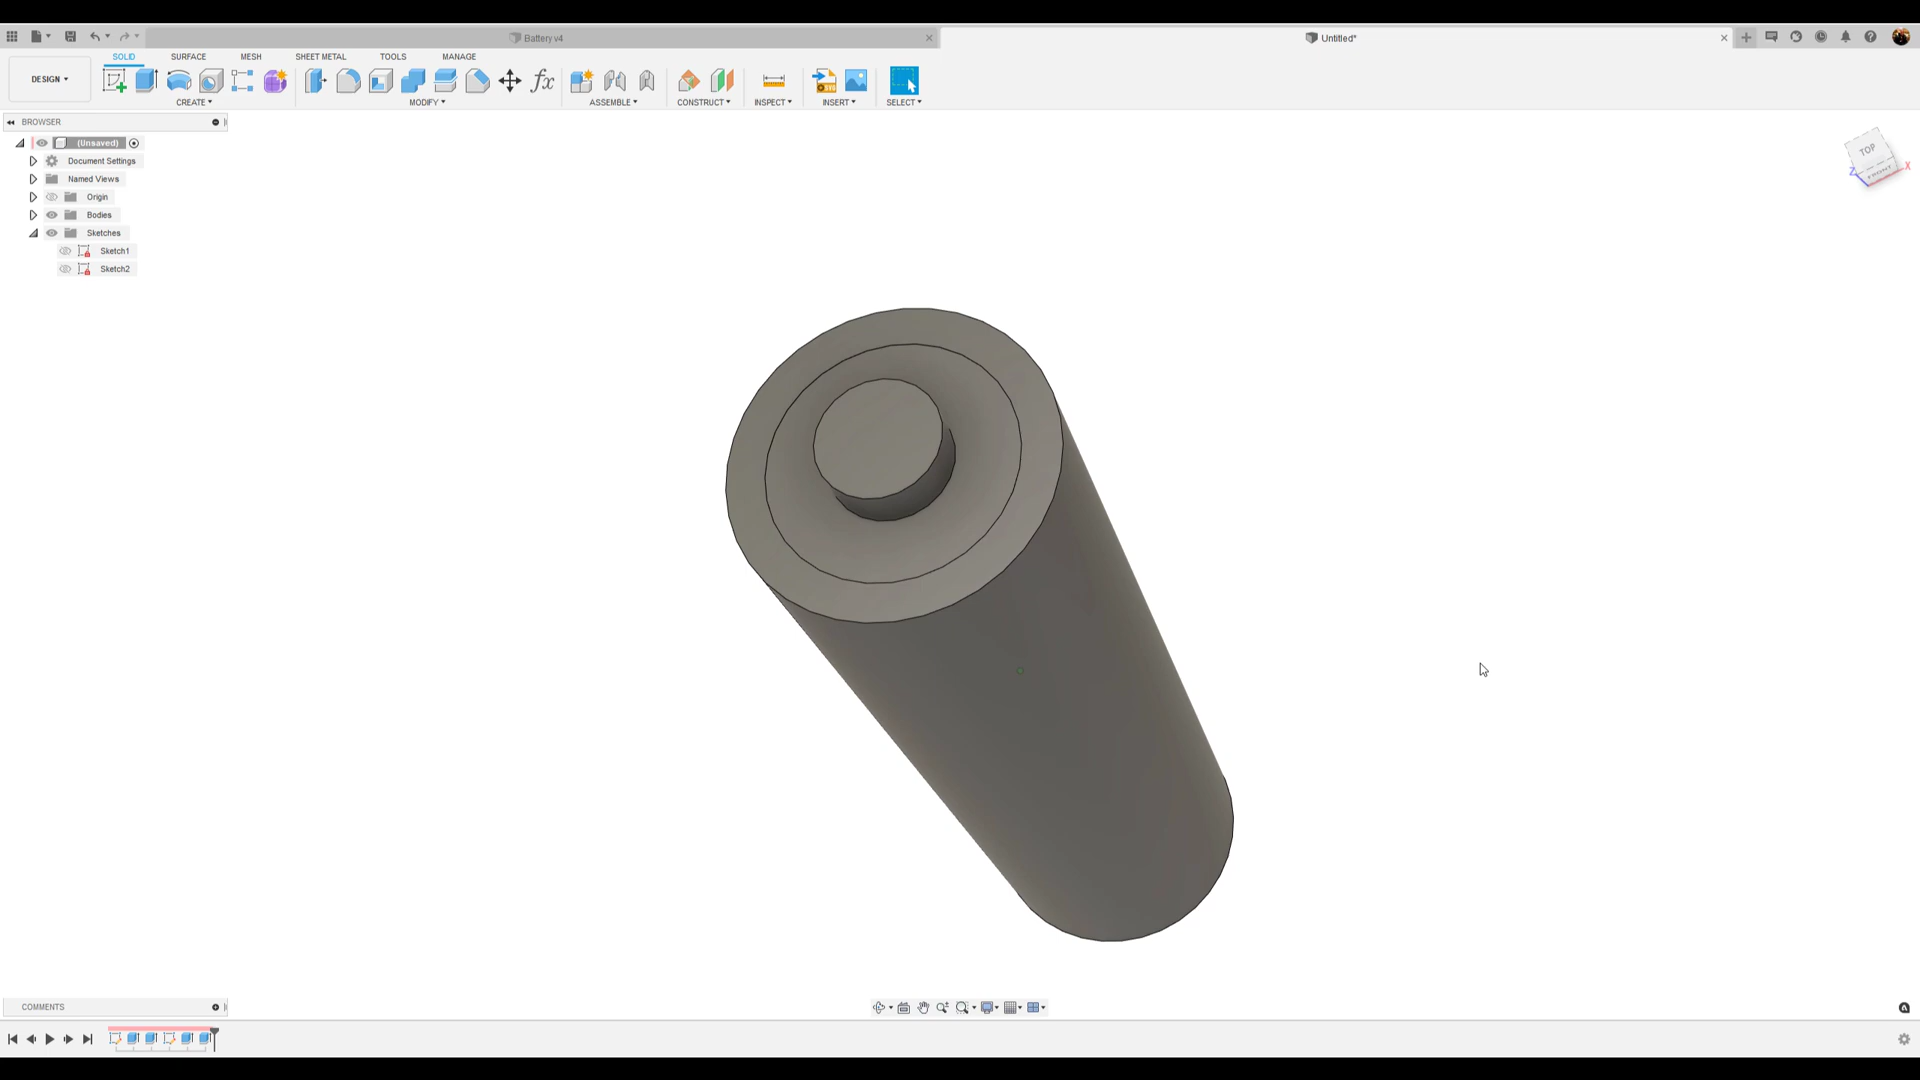 Battery v4
Untitled*
SOLID
SURFACE
MESH
SHEET METAL
TOOLS
MANAGE
DESIGN
CREATE
MODIFY
ASSEMBLE
CONSTRUCT
INSPECT
INSERT
SELECT
BROWSER
(Unsaved)
Document Settings
Named Views
Origin
Bodies
Sketches
Sketch1
Sketch2
TOP
FRONT
Z
X
COMMENTS